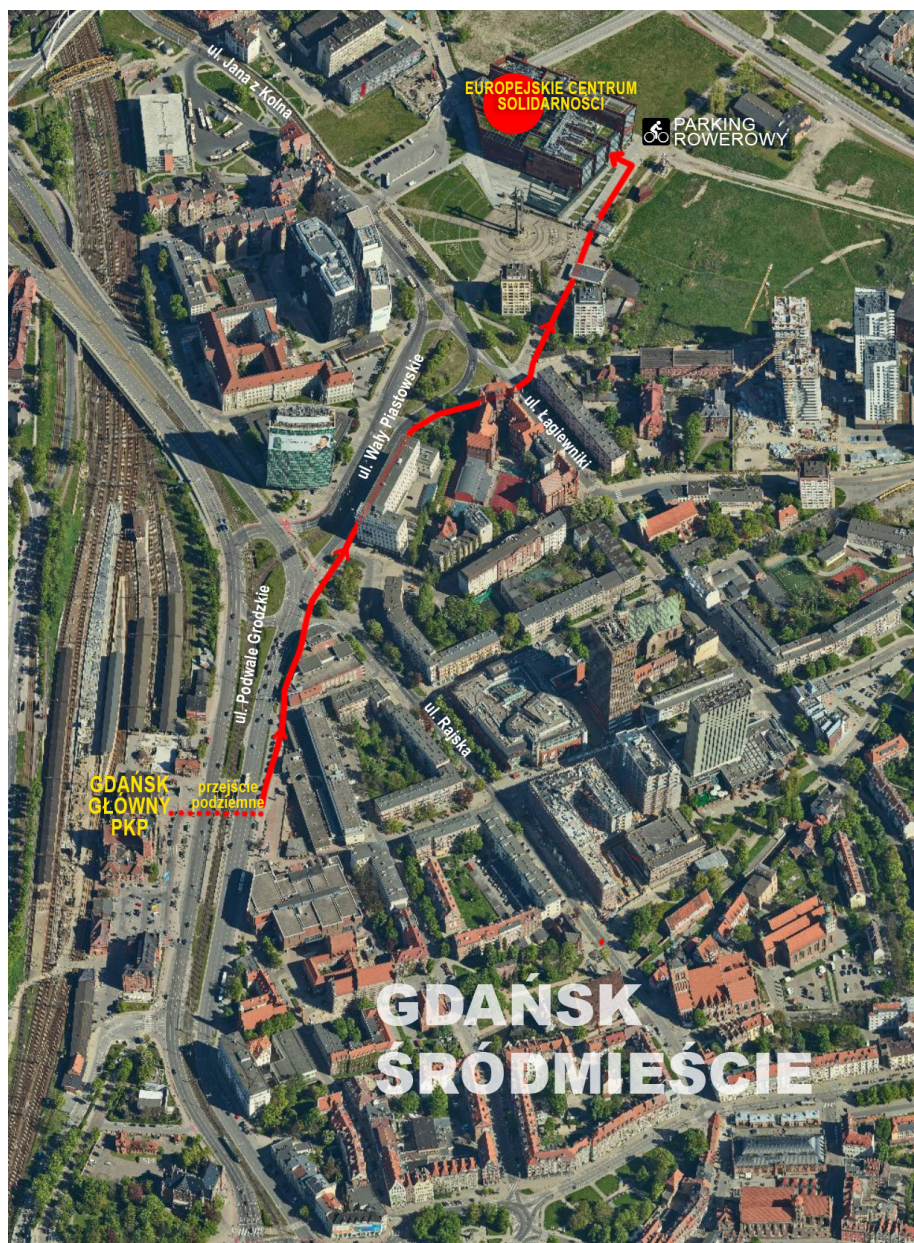 ul. Jana z Kolna
EUROPEJSKIE CENTRUM
SOLIDARNOŚCI
PARKING
ROWEROWY
ul. Wały Piastowskie
ul. Łagiewniki
ul. Podwale Grodzkie
ul. Rajska
GDAŃSK
GŁÓWNY
PKP
przejście
podziemne
GDAŃSK
ŚRÓDMIEŚCIE